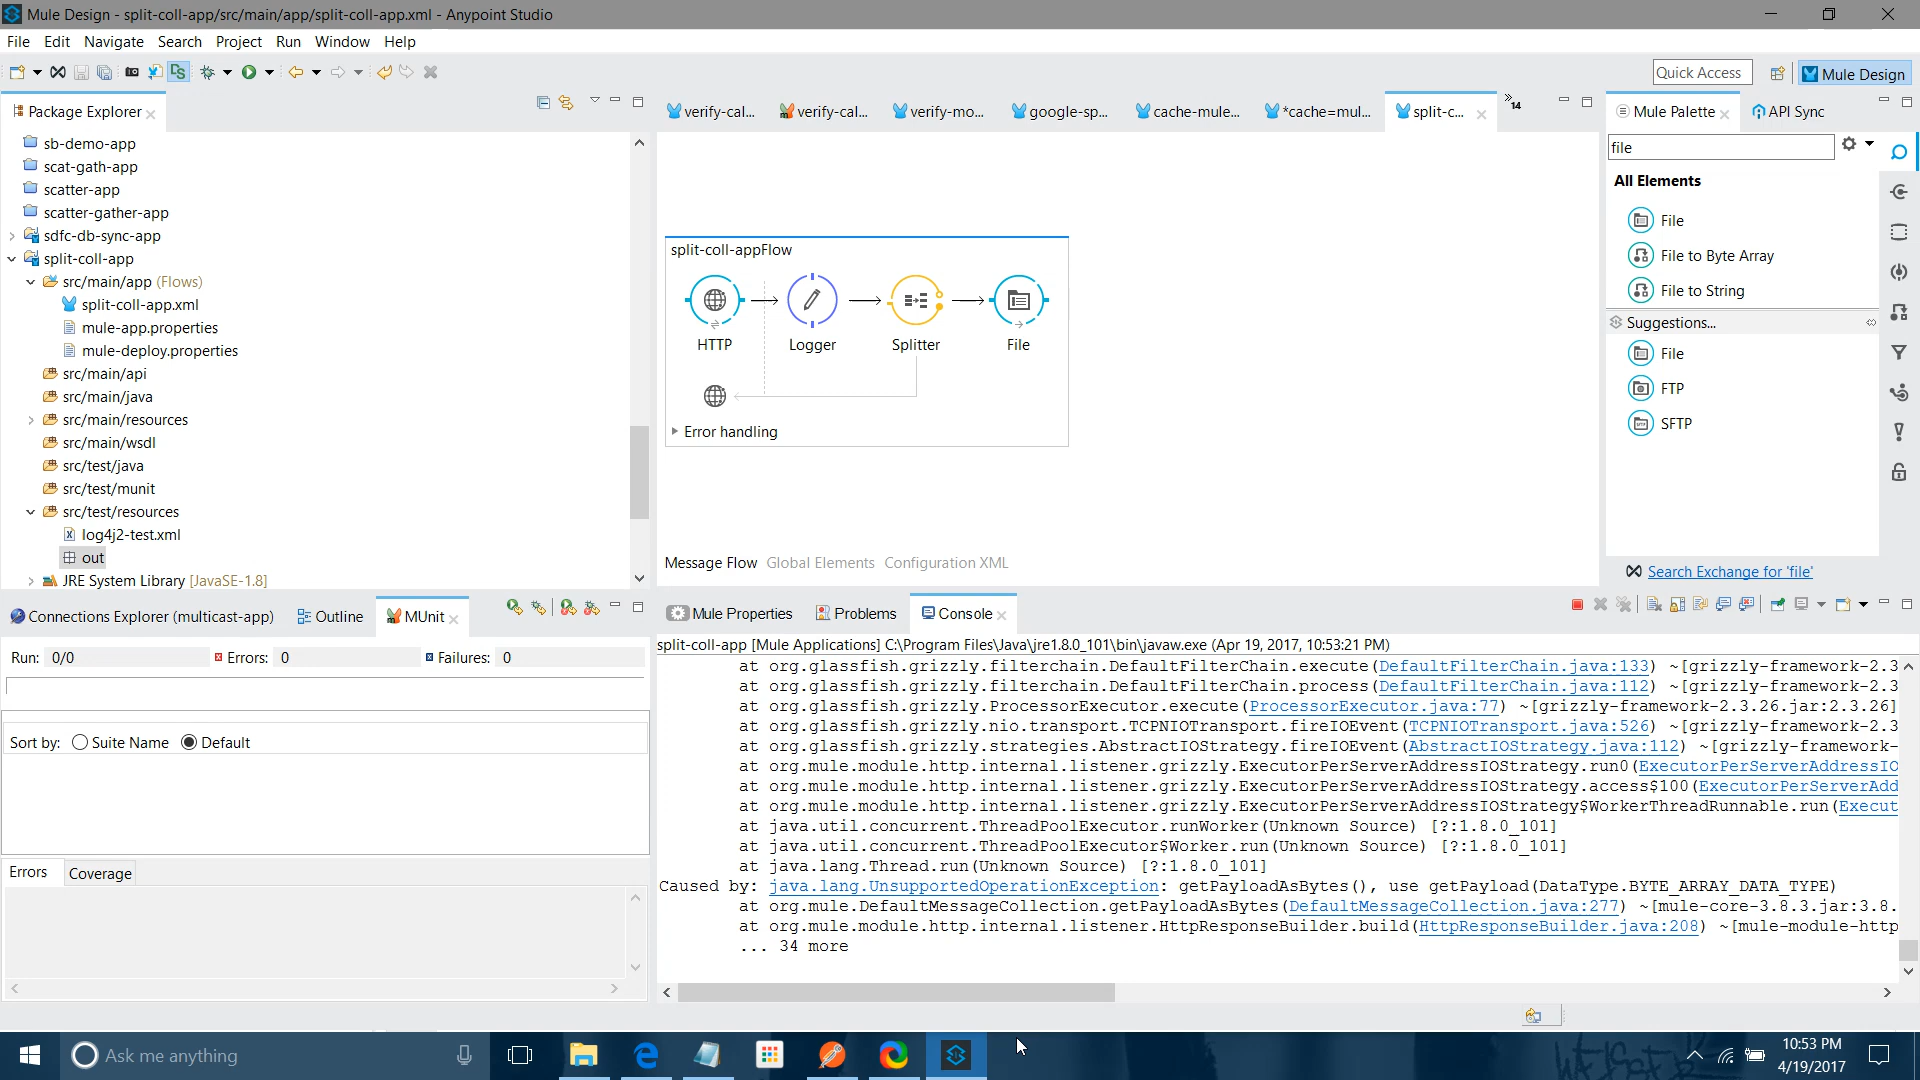 Mule Design - split-coll-app/src/main/app/split-coll-app.xml - Anypoint Studio
File Edit Navigate Search Project Run Window Help
Quick Access
Mule Design
Package Explorer
sb-demo-app
scat-gath-app
scatter-app
scatter-gather-app
sdfc-db-sync-app
split-coll-app
src/main/app (Flows)
split-coll-app.xml
mule-app.properties
mule-deploy.properties
src/main/api
src/main/java
src/main/resources
src/main/wsdl
src/test/java
src/test/munit
src/test/resources
log4j2-test.xml
out
JRE System Library [JavaSE-1.8]
verify-cal... verify-cal... verify-mo... google-sp... cache-mule... *cache=mul... split-c... 14
split-coll-appFlow
HTTP Logger Splitter File
Error handling
Message Flow Global Elements Configuration XML
Mule Palette API Sync
file
All Elements
File
File to Byte Array
File to String
Suggestions...
File
FTP
SFTP
Search Exchange for 'file'
Connections Explorer (multicast-app) Outline MUnit
Run: 0/0 Errors: 0 Failures: 0
Sort by: Suite Name Default
Errors Coverage
Mule Properties Problems Console
split-coll-app [Mule Applications] C:\Program Files\Java\jre1.8.0_101\bin\javaw.exe (Apr 19, 2017, 10:53:21 PM)
at org.glassfish.grizzly.filterchain.DefaultFilterChain.execute(DefaultFilterChain.java:133) ~[grizzly-framework-2.3
at org.glassfish.grizzly.filterchain.DefaultFilterChain.process(DefaultFilterChain.java:112) ~[grizzly-framework-2.3
at org.glassfish.grizzly.ProcessorExecutor.execute(ProcessorExecutor.java:77) ~[grizzly-framework-2.3.26.jar:2.3.26]
at org.glassfish.grizzly.nio.transport.TCPNIOTransport.fireIOEvent(TCPNIOTransport.java:526) ~[grizzly-framework-2.3
at org.glassfish.grizzly.strategies.AbstractIOStrategy.fireIOEvent(AbstractIOStrategy.java:112) ~[grizzly-framework-
at org.mule.module.http.internal.listener.grizzly.ExecutorPerServerAddressIOStrategy.run0(ExecutorPerServerAddressIO
at org.mule.module.http.internal.listener.grizzly.ExecutorPerServerAddressIOStrategy.access$100(ExecutorPerServerAdd
at org.mule.module.http.internal.listener.grizzly.ExecutorPerServerAddressIOStrategy$WorkerThreadRunnable.run(Execut
at java.util.concurrent.ThreadPoolExecutor.runWorker(Unknown Source) [?:1.8.0_101]
at java.util.concurrent.ThreadPoolExecutor$Worker.run(Unknown Source) [?:1.8.0_101]
at java.lang.Thread.run(Unknown Source) [?:1.8.0_101]
Caused by: java.lang.UnsupportedOperationException: getPayloadAsBytes(), use getPayload(DataType.BYTE_ARRAY_DATA_TYPE)
at org.mule.DefaultMessageCollection.getPayloadAsBytes(DefaultMessageCollection.java:277) ~[mule-core-3.8.3.jar:3.8.
at org.mule.module.http.internal.listener.HttpResponseBuilder.build(HttpResponseBuilder.java:208) ~[mule-module-http
... 34 more
Ask me anything
10:53 PM
4/19/2017